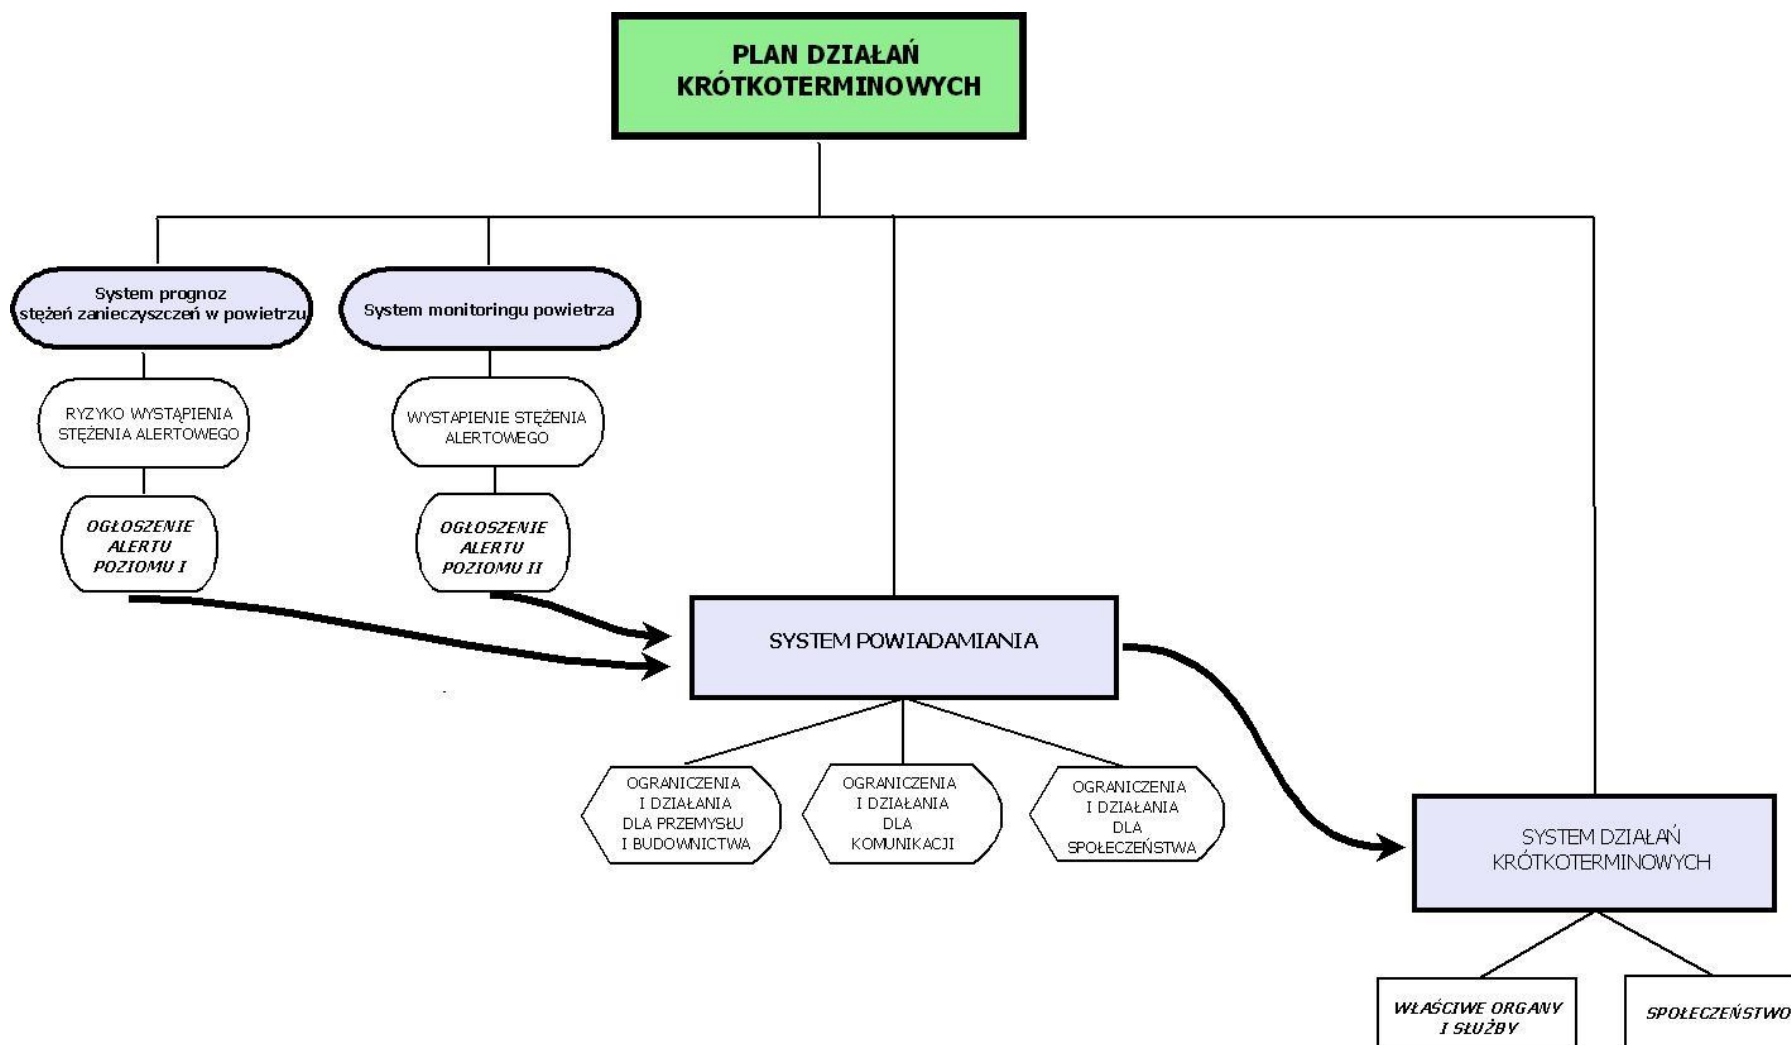 PLAN DZIAŁAŃ
KRÓTKOTERMINOWYCH
System prognoz
stężeń zanieczyszczeń w powietrzu
System monitoringu powietrza
RYZYKO WYSTĄPIENIA
STĘŻENIA ALERTOWEGO
WYSTAPIENIE STĘŻENIA
ALERTOWEGO
OGŁOSZENIE
ALERTU
POZIOMU I
OGŁOSZENIE
ALERTU
POZIOMU II
SYSTEM POWIADAMIANIA
OGRANICZENIA
I DZIAŁANIA
DLA PRZEMYSŁU
I BUDOWNICTWA
OGRANICZENIA
I DZIAŁANIA
DLA
KOMUNIKACJI
OGRANICZENIA
I DZIAŁANIA
DLA
SPOŁECZEŃSTWA
SYSTEM DZIAŁAŃ
KRÓTKOTERMINOWYCH
WŁAŚCIWE ORGANY
I SŁUŻBY
SPOŁECZEŃSTWO